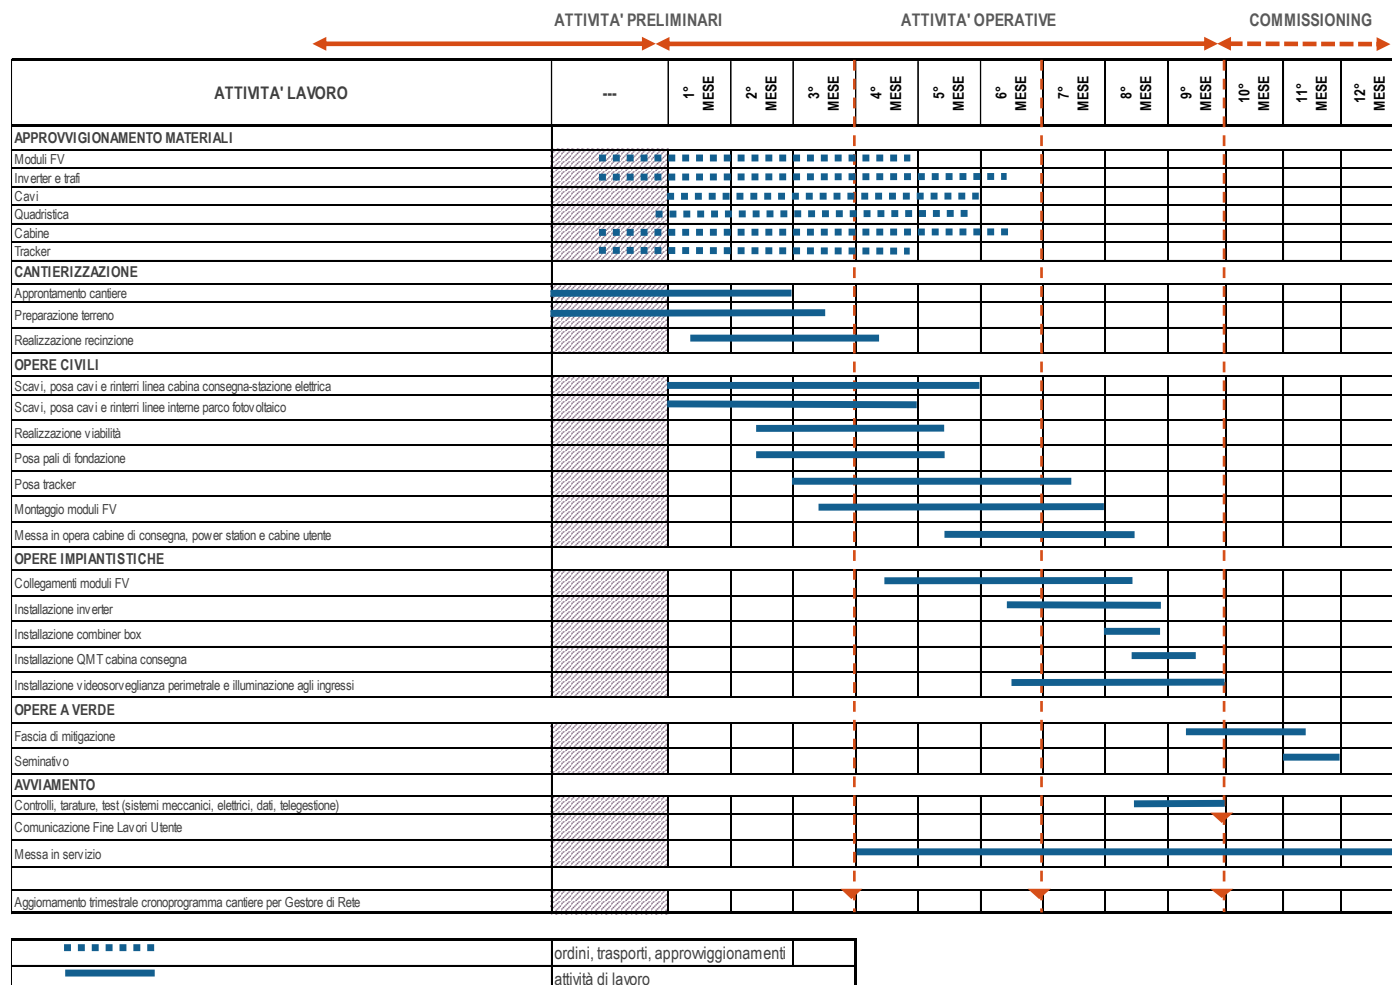 ATTIVITA' PRELIMINARI ATTIVITA' OPERATIVE COMMISSIONING
ATTIVITA' LAVORO --- 1° MESE 2° MESE 3° MESE 4° MESE 5° MESE 6° MESE 7° MESE 8° MESE 9° MESE 10° MESE 11° MESE 12° MESE
APPROVVIGIONAMENTO MATERIALI
Moduli FV
Inverter e trafi
Cavi
Quadristica
Cabine
Tracker
CANTIERIZZAZIONE
Approntamento cantiere
Preparazione terreno
Realizzazione recinzione
OPERE CIVILI
Scavi, posa cavi e rinterri linea cabina consegna-stazione elettrica
Scavi, posa cavi e rinterri linee interne parco fotovoltaico
Realizzazione viabilità
Posa pali di fondazione
Posa tracker
Montaggio moduli FV
Messa in opera cabine di consegna, power station e cabine utente
OPERE IMPIANTISTICHE
Collegamenti moduli FV
Installazione inverter
Installazione combiner box
Installazione QMT cabina consegna
Installazione videosorveglianza perimetrale e illuminazione agli ingressi
OPERE A VERDE
Fascia di mitigazione
Seminativo
AVVIAMENTO
Controlli, tarature, test (sistemi meccanici, elettrici, dati, telegestione)
Comunicazione Fine Lavori Utente
Messa in servizio
Aggiornamento trimestrale cronoprogramma cantiere per Gestore di Rete
ordini, trasporti, approvviggionamenti
attività di lavoro